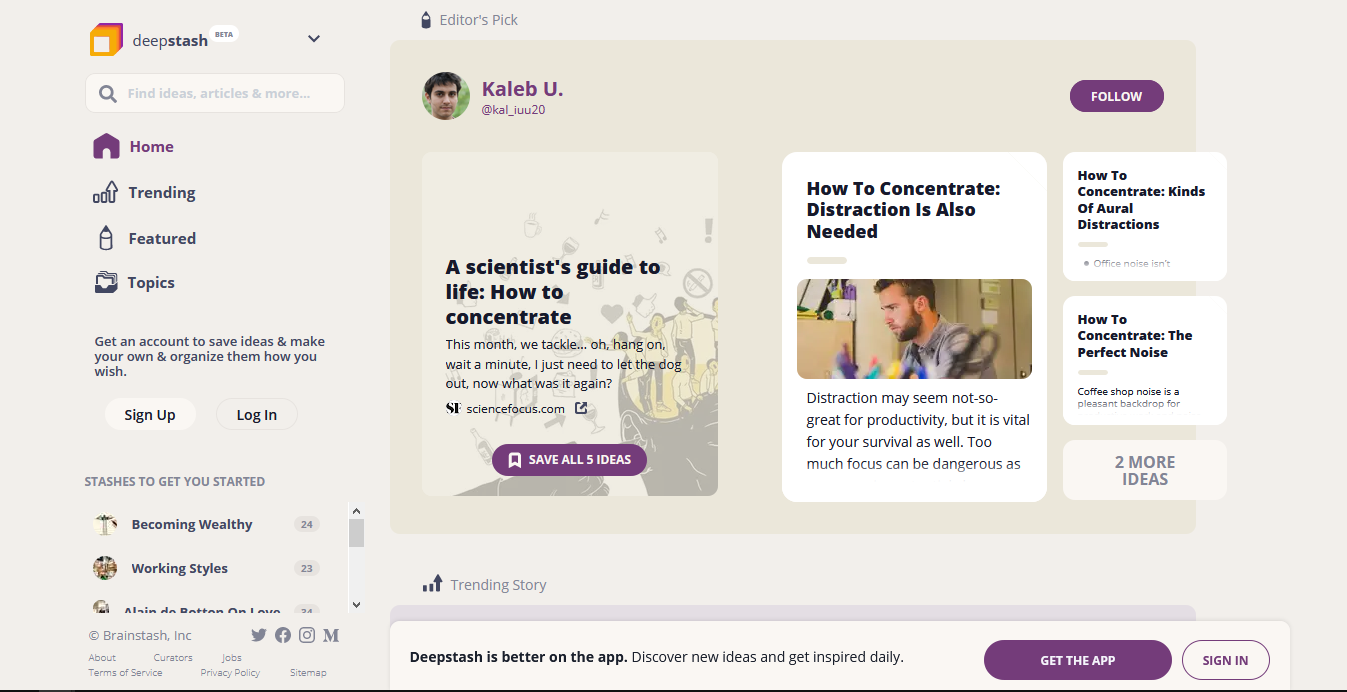 deepstash BETA
Find ideas, articles & more...
Home
Trending
Featured
Topics
Get an account to save ideas & make
your own & organize them how you
wish.
Sign Up Log In
STASHES TO GET YOU STARTED
Becoming Wealthy 24
Working Styles 23
Alain de Botton On Love 34
© Brainstash, Inc
About Curators Jobs
Terms of Service Privacy Policy Sitemap
Editor's Pick
Kaleb U.
@kal_iuu20
FOLLOW
A scientist's guide to
life: How to
concentrate
This month, we tackle... oh, hang on,
wait a minute, I just need to let the dog
out, now what was it again?
SF sciencefocus.com
SAVE ALL 5 IDEAS
How To Concentrate:
Distraction Is Also
Needed
Distraction may seem not-so-
great for productivity, but it is vital
for your survival as well. Too
much focus can be dangerous as
How To
Concentrate: Kinds
Of Aural
Distractions
• Office noise isn't
How To
Concentrate: The
Perfect Noise
Coffee shop noise is a
pleasant backdrop for
2 MORE
IDEAS
Trending Story
Deepstash is better on the app. Discover new ideas and get inspired daily.
GET THE APP
SIGN IN